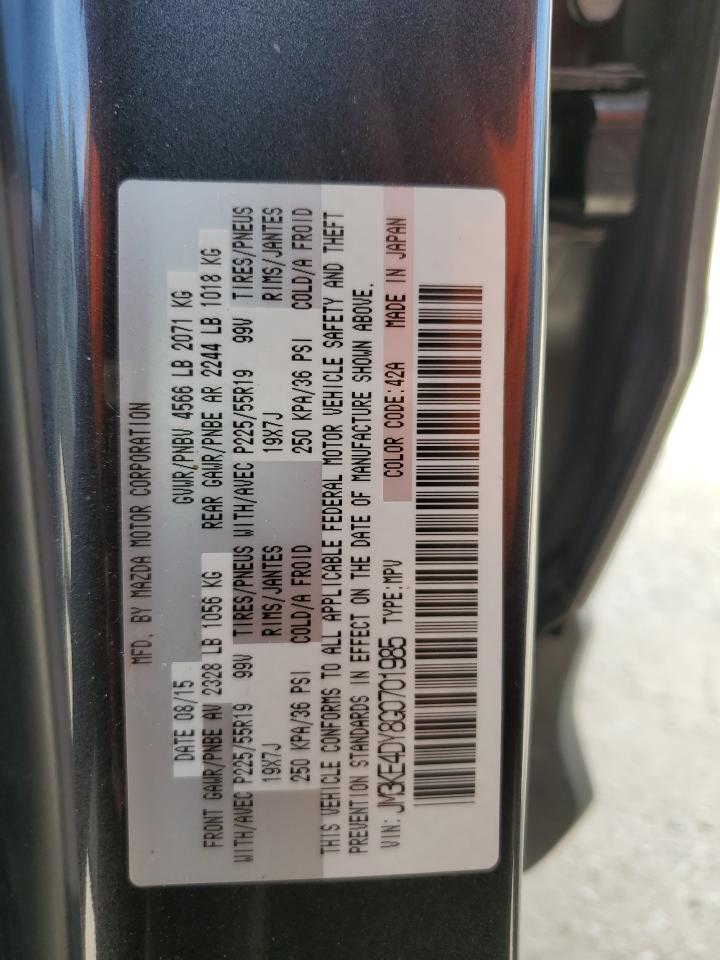 MFD. BY MAZDA MOTOR CORPORATION
DATE 08/15 GVWR/PNBV 4566 LB 2071 KG
FRONT GAWR/PNBE AV 2328 LB 1056 KG REAR GAWR/PNBE AR 2244 LB 1018 KG
WITH/AVEC P225/55R19 99V TIRES/PNEUS WITH/AVEC P225/55R19 99V TIRES/PNEUS
19X7J RIMS/JANTES 19X7J RIMS/JANTES
250 KPA/36 PSI COLD/A FROID 250 KPA/36 PSI COLD/A FROID
THIS VEHICLE CONFORMS TO ALL APPLICABLE FEDERAL MOTOR VEHICLE SAFETY AND THEFT
PREVENTION STANDARDS IN EFFECT ON THE DATE OF MANUFACTURE SHOWN ABOVE.
VIN: JM3KE4DY8G0701985 TYPE:MPV COLOR CODE:42A MADE IN JAPAN